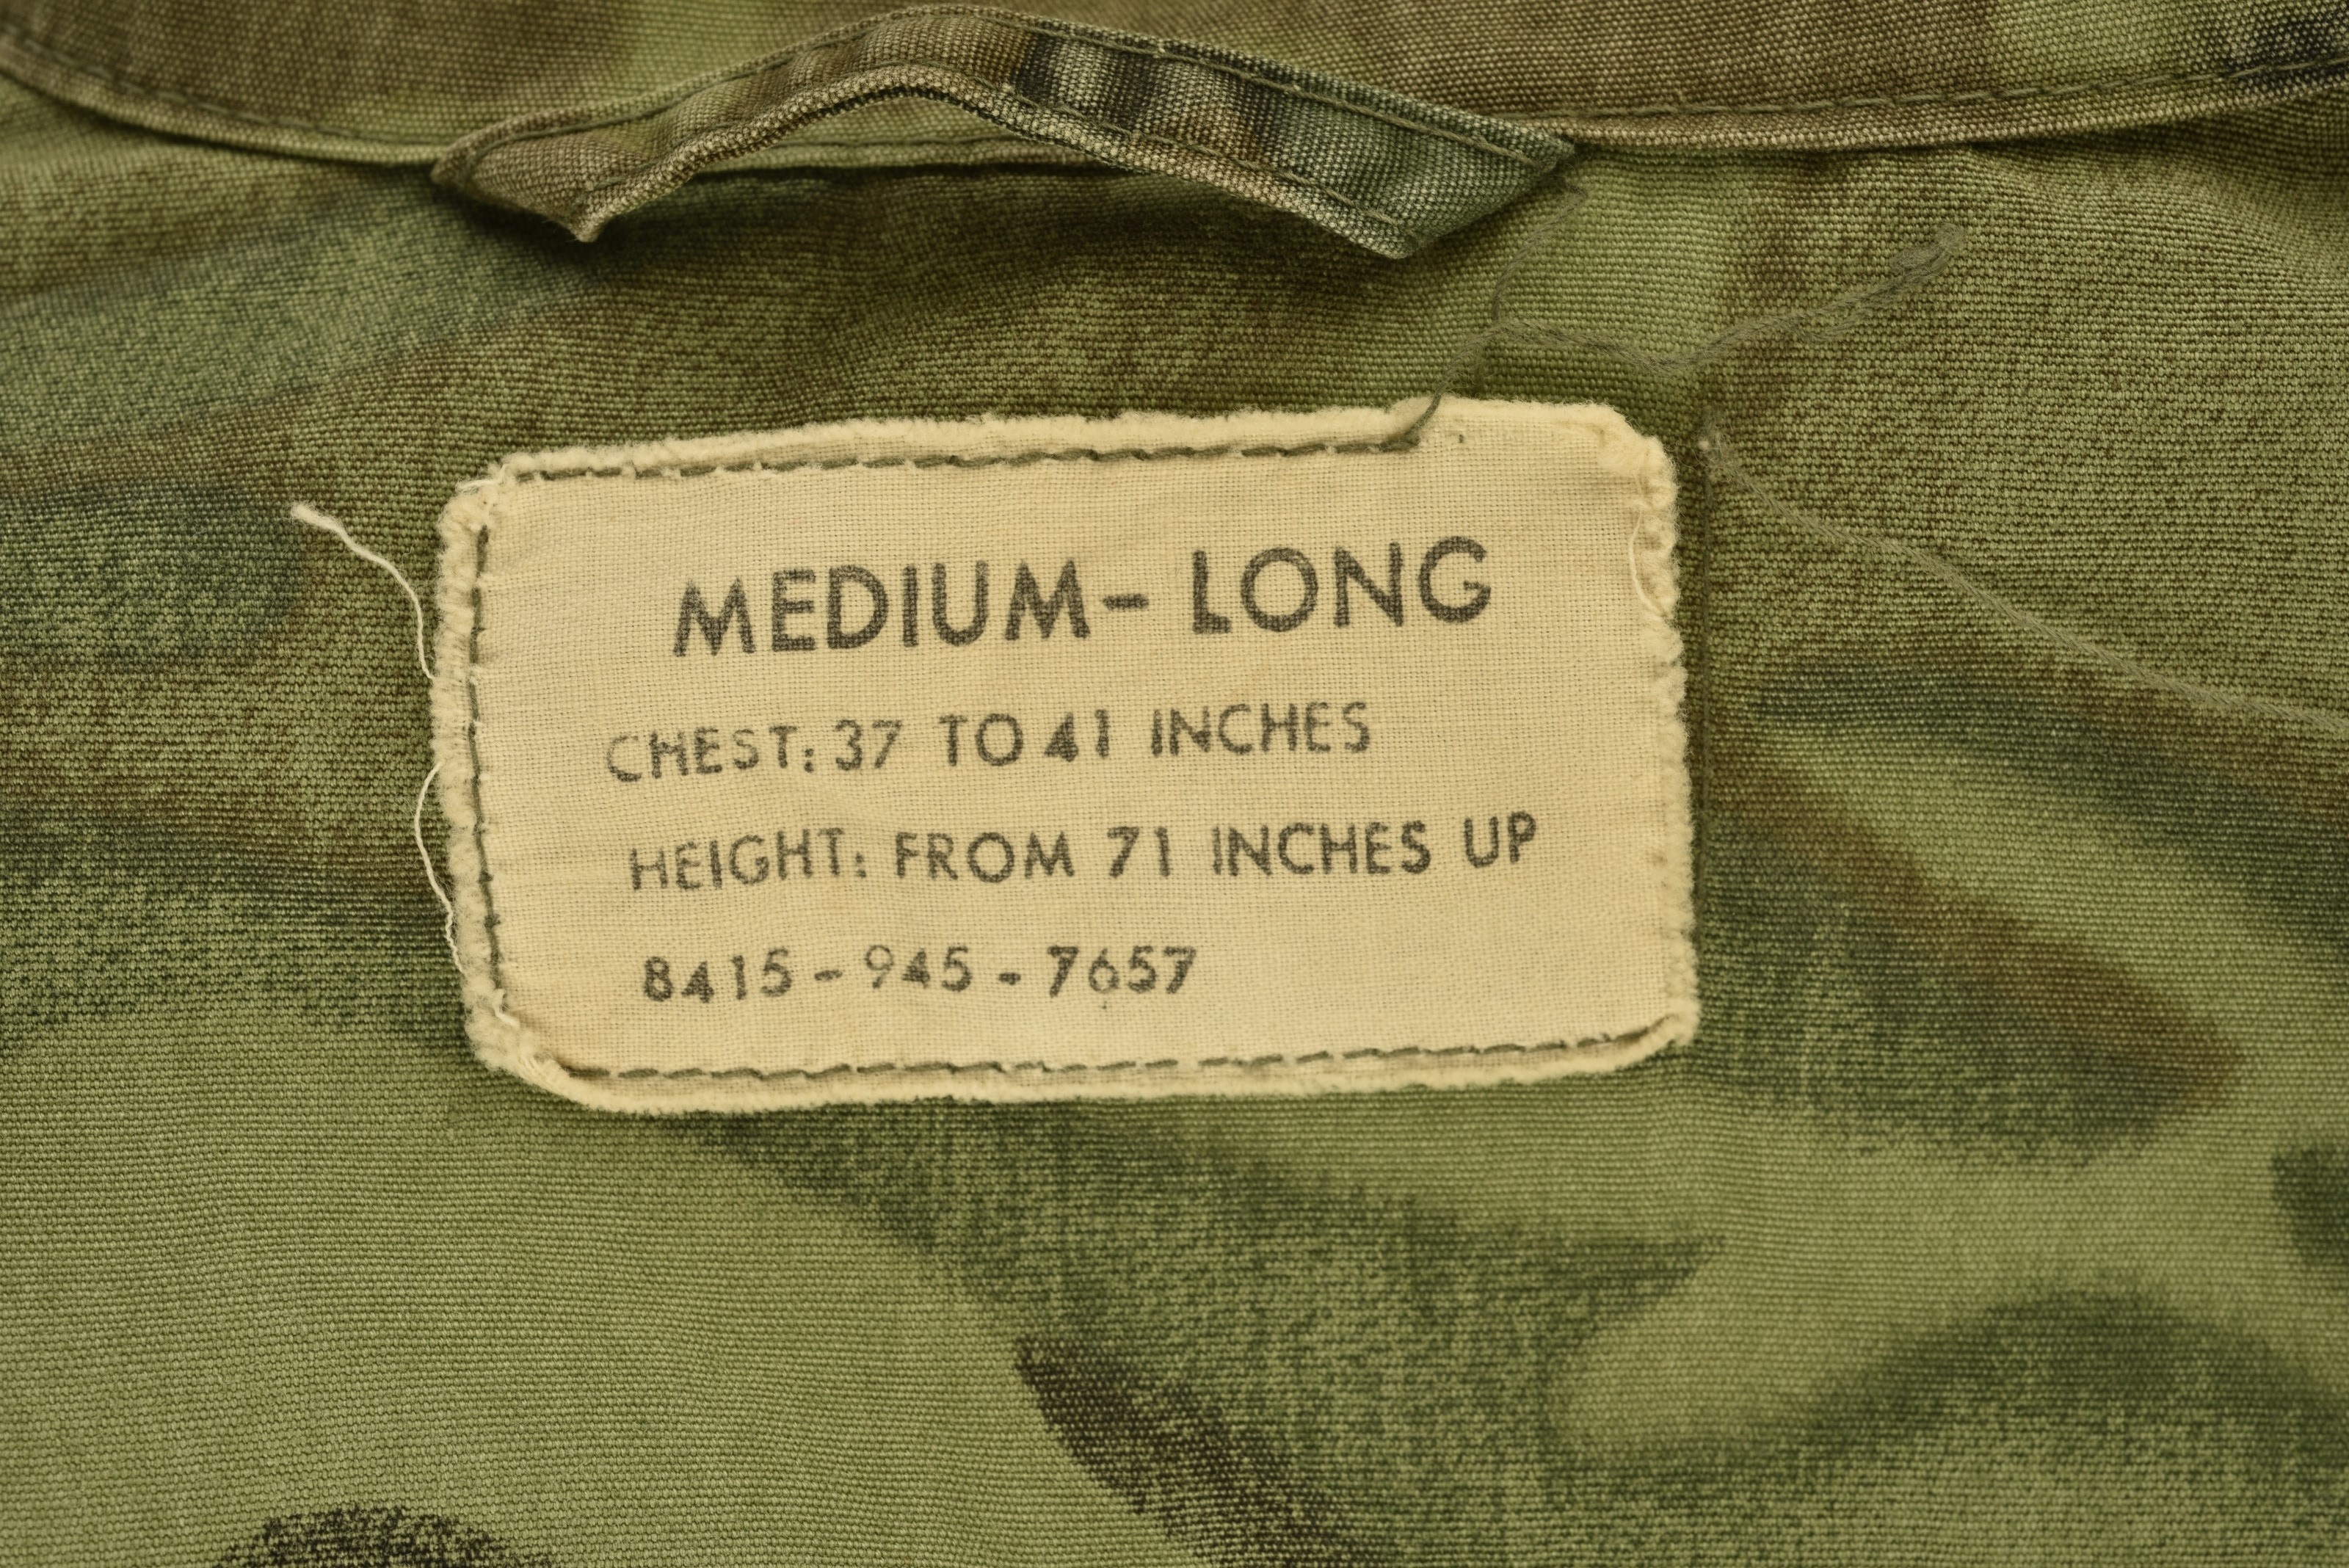 MEDIUM- LONG
CHEST: 37 TO 41 INCHES
HEIGHT: FROM 71 INCHES UP
8415-945-7657